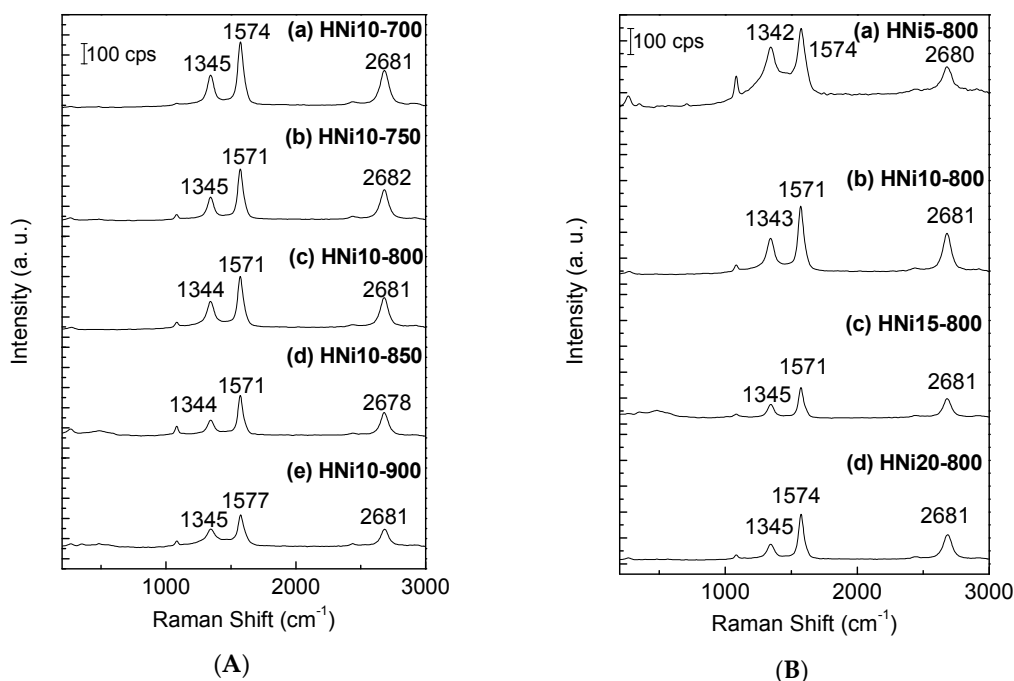 (a) HNi10-700
100 cps
1345
1574
2681
(b) HNi10-750
1345
1571
2682
(c) HNi10-800
1344
1571
2681
(d) HNi10-850
1344
1571
2678
(e) HNi10-900
1345
1577
2681
Intensity (a. u.)
1000 2000 3000
Raman Shift (cm⁻¹)
(A)
(a) HNi5-800
100 cps
1342
1574
2680
(b) HNi10-800
1343
1571
2681
(c) HNi15-800
1345
1571
2681
(d) HNi20-800
1345
1574
2681
Intensity (a. u.)
1000 2000 3000
Raman Shift (cm⁻¹)
(B)